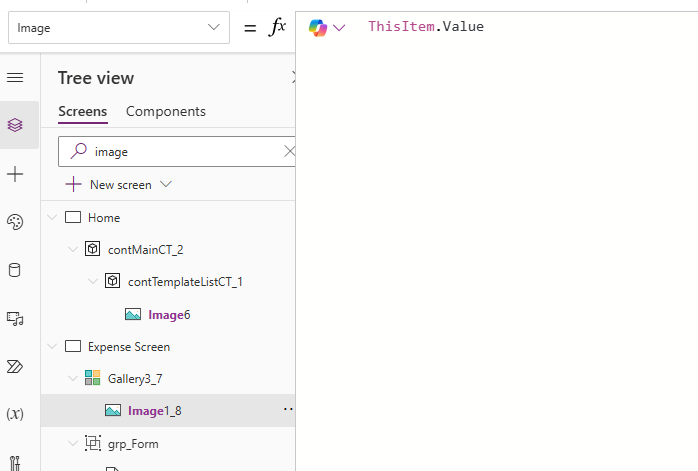 Image
= fx
ThisItem.Value
Tree view
Screens
Components
image
New screen
Home
contMainCT_2
contTemplateListCT_1
Image6
Expense Screen
Gallery3_7
Image1_8
grp_Form
(x)